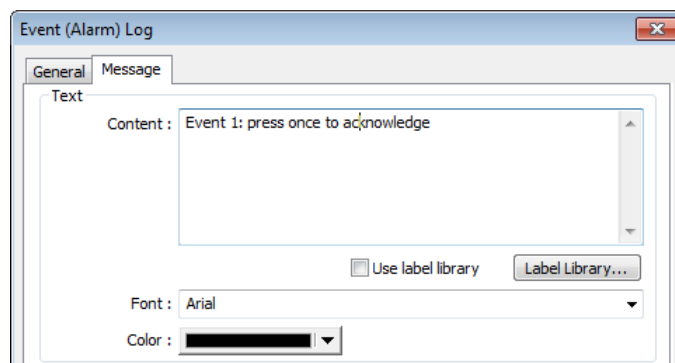 Event (Alarm) Log
General Message
Text
Content : Event 1: press once to acknowledge
Use label library Label Library...
Font : Arial
Color :